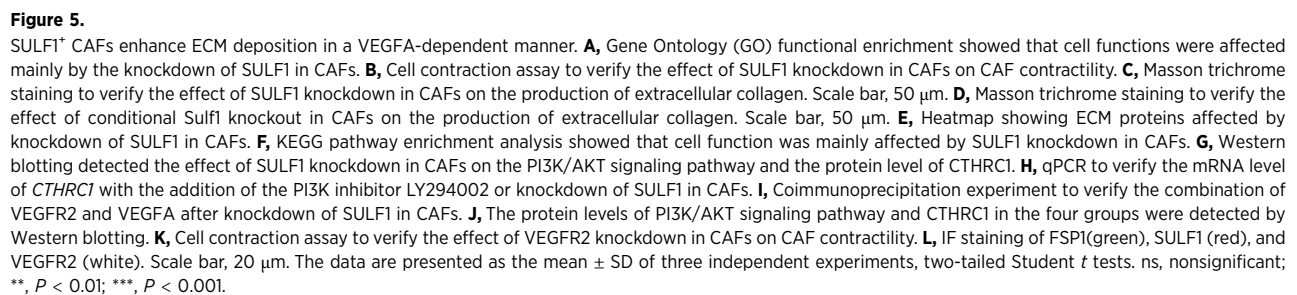 Figure 5.
SULF1⁺ CAFs enhance ECM deposition in a VEGFA-dependent manner. A, Gene Ontology (GO) functional enrichment showed that cell functions were affected
mainly by the knockdown of SULF1 in CAFs. B, Cell contraction assay to verify the effect of SULF1 knockdown in CAFs on CAF contractility. C, Masson trichrome
staining to verify the effect of SULF1 knockdown in CAFs on the production of extracellular collagen. Scale bar, 50 μm. D, Masson trichrome staining to verify the
effect of conditional Sulf1 knockout in CAFs on the production of extracellular collagen. Scale bar, 50 μm. E, Heatmap showing ECM proteins affected by
knockdown of SULF1 in CAFs. F, KEGG pathway enrichment analysis showed that cell function was mainly affected by SULF1 knockdown in CAFs. G, Western
blotting detected the effect of SULF1 knockdown in CAFs on the PI3K/AKT signaling pathway and the protein level of CTHRC1. H, qPCR to verify the mRNA level
of CTHRC1 with the addition of the PI3K inhibitor LY294002 or knockdown of SULF1 in CAFs. I, Coimmunoprecipitation experiment to verify the combination of
VEGFR2 and VEGFA after knockdown of SULF1 in CAFs. J, The protein levels of PI3K/AKT signaling pathway and CTHRC1 in the four groups were detected by
Western blotting. K, Cell contraction assay to verify the effect of VEGFR2 knockdown in CAFs on CAF contractility. L, IF staining of FSP1(green), SULF1 (red), and
VEGFR2 (white). Scale bar, 20 μm. The data are presented as the mean ± SD of three independent experiments, two-tailed Student t tests. ns, nonsignificant;
**, P < 0.01; ***, P < 0.001.